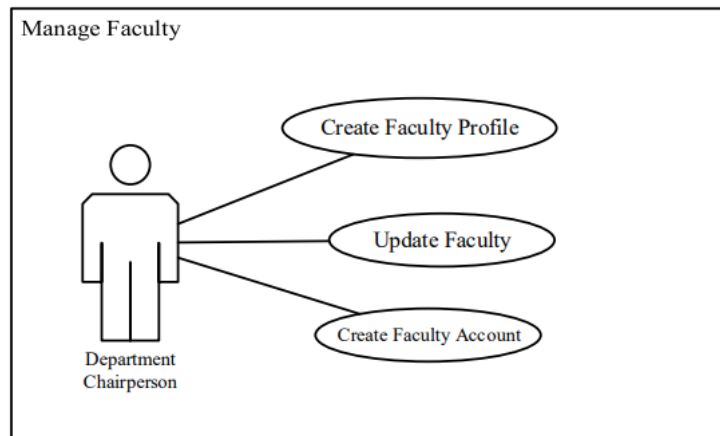 Manage Faculty
Create Faculty Profile
Update Faculty
Create Faculty Account
Department
Chairperson